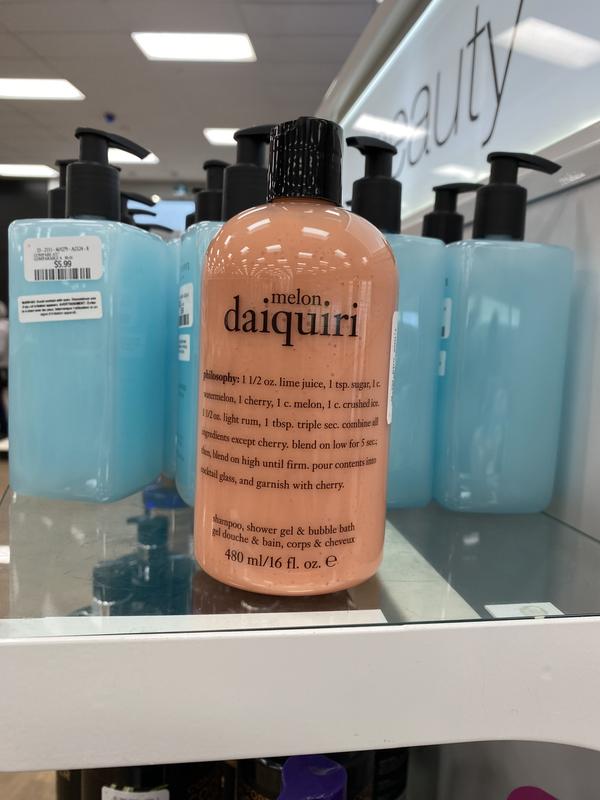 beauty
$5.99
melon
daiquiri
philosophy: 1 1/2 oz. lime juice, 1 tsp. sugar, 1 c.
watermelon, 1 cherry, 1 c. melon, 1 c. crushed ice.
1 1/2 oz. light rum, 1 tbsp. triple sec. combine all
ingredients except cherry. blend on low for 5 sec.;
then, blend on high until firm. pour contents into
cocktail glass, and garnish with cherry.
shampoo, shower gel & bubble bath
gel douche & bain, corps & cheveux
480 ml/16 fl. oz. e